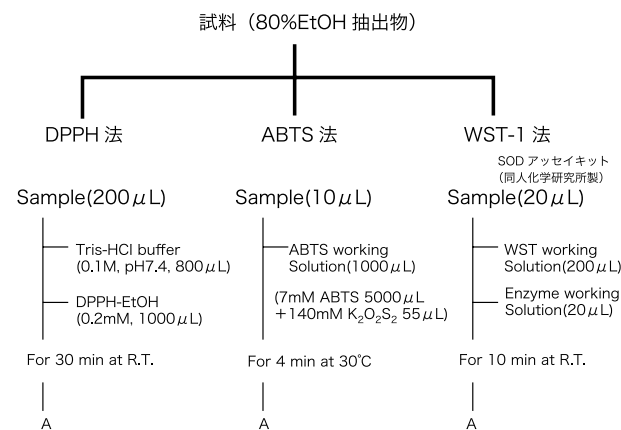 試料（80%EtOH 抽出物）
DPPH 法
ABTS 法
WST-1 法
SOD アッセイキット
（同人化学研究所製）
Sample(200μL)
Sample(10μL)
Sample(20μL)
Tris-HCl buffer
(0.1M, pH7.4, 800μL)
DPPH-EtOH
(0.2mM, 1000μL)
ABTS working
Solution(1000μL)
(7mM ABTS 5000μL
+140mM K₂O₂S₂ 55μL)
WST working
Solution(200μL)
Enzyme working
Solution(20μL)
For 30 min at R.T.
For 4 min at 30℃
For 10 min at R.T.
A
A
A